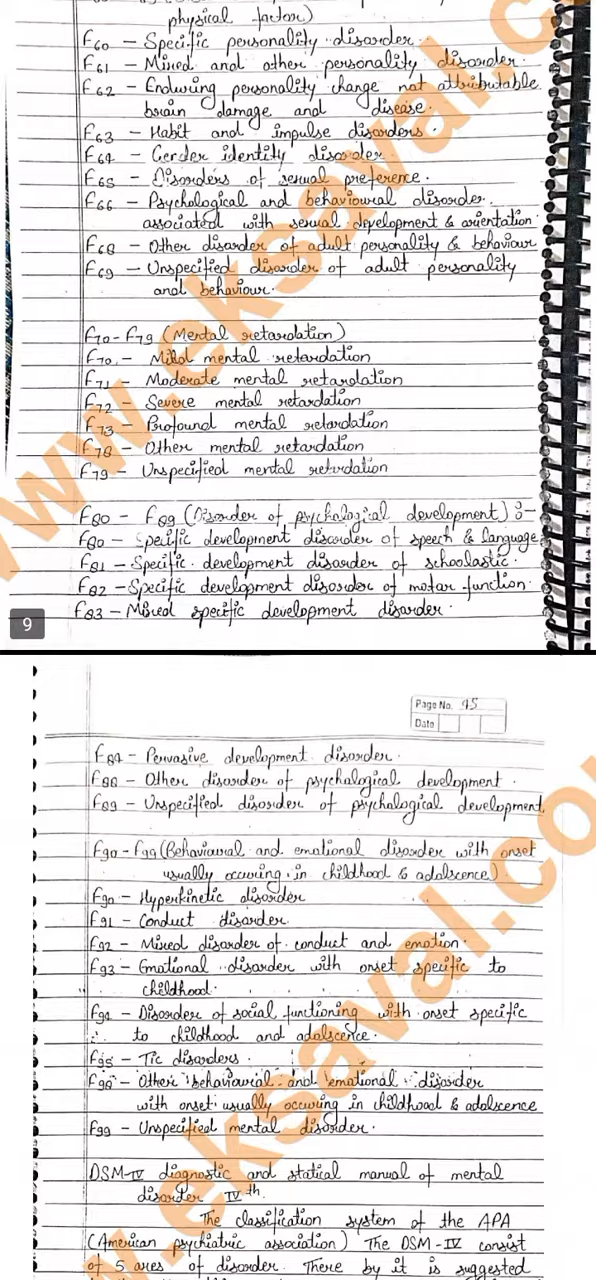 physical factor)
F60 – Specific personality disorder.
F61 – Mixed and other personality disorder.
F62 – Enduring personality change not attributable
brain damage and disease.
F63 – Habit and impulse disorders.
F64 – Gerder identity disorder.
F65 – Disorders of sexual preference.
F66 – Psychological and behavioural disorder.
associated with sexual development & orientation
F68 – Other disorder of adult personality & behaviour
F69 – Unspecified disorder of adult personality
and behaviour.
F70 - F79 (Mental retardation)
F70 – Mild mental retardation
F71 – Moderate mental retardation
F72 – Severe mental retardation
F73 – Profound mental retardation
F78 – Other mental retardation
F79 – Unspecified mental retardation
F80 – F89 (Disorder of psychological development) :-
F80 – Specific development disorder of speech & language
F81 – Specific development disorder of schoolastic.
F82 – Specific development disorder of motor function.
F83 – Mixed specific development disorder.
9
Page No. 95
Date
F84 – Pervasive development disorder.
F88 – Other disorder of psychological development.
F89 – Unspecified disorder of psychological development.
F90 – F99 (Behavioural and emotional disorder with onset
usually occuring in childhood & adolscence)
F90 – Hyperkinetic disorder
F91 – Conduct disorder.
F92 – Mixed disorder of conduct and emotion.
F93 – Emotional disorder with onset specific to
childhood.
F94 – Disorder of social functioning with onset specific
to childhood and adolscence.
F95 – Tic disorders.
F98 – Other behaviourial and emotional disorder
with onset usually occuring in childhood & adolscence
F99 – Unspecified mental disorder.
DSM-IV diagnostic and statical manual of mental
disorder IVth.
The classification system of the APA
(American psychiatric association) The DSM-IV consist
of 5 axes of disorder. There by it is suggested
www.eksaval.c
w.eksaval.co